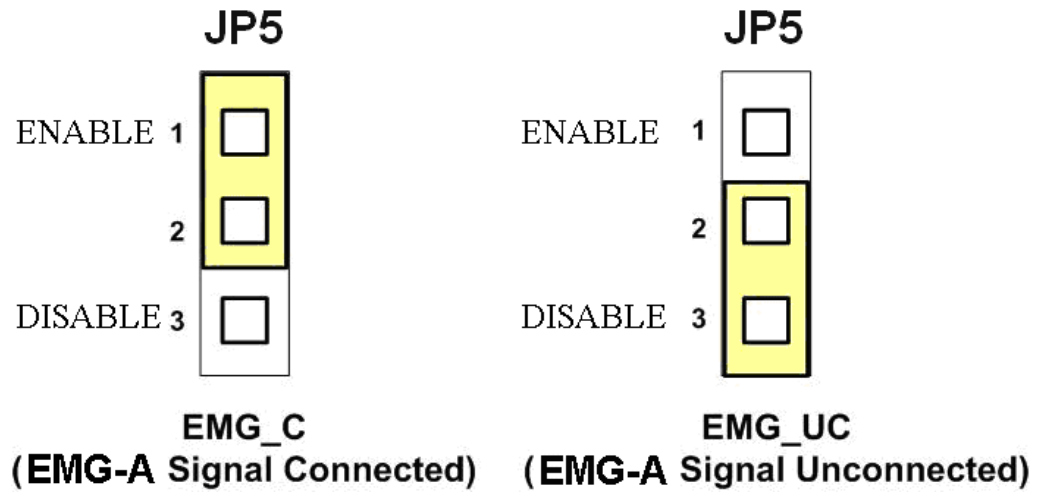 JP5
ENABLE 1
2
DISABLE 3
EMG_C
(EMG-A Signal Connected)
JP5
ENABLE 1
2
DISABLE 3
EMG_UC
(EMG-A Signal Unconnected)